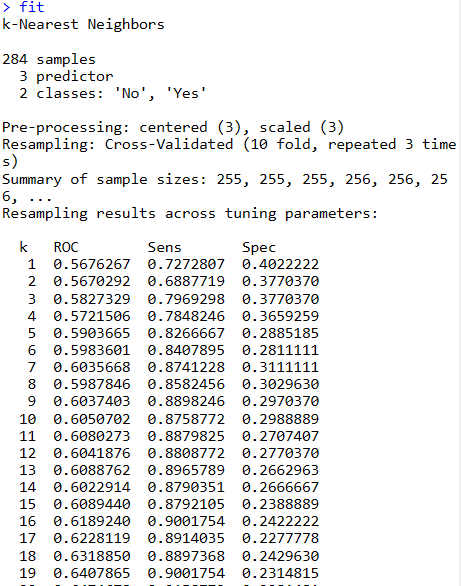 > fit
k-Nearest Neighbors
284 samples
3 predictor
2 classes: 'No', 'Yes'
Pre-processing: centered (3), scaled (3)
Resampling: Cross-Validated (10 fold, repeated 3 time
s)
Summary of sample sizes: 255, 255, 255, 256, 256, 25
6, ...
Resampling results across tuning parameters:
k ROC Sens Spec
1 0.5676267 0.7272807 0.4022222
2 0.5670292 0.6887719 0.3770370
3 0.5827329 0.7969298 0.3770370
4 0.5721506 0.7848246 0.3659259
5 0.5903665 0.8266667 0.2885185
6 0.5983601 0.8407895 0.2811111
7 0.6035668 0.8741228 0.3111111
8 0.5987846 0.8582456 0.3029630
9 0.6037403 0.8898246 0.2970370
10 0.6050702 0.8758772 0.2988889
11 0.6080273 0.8879825 0.2707407
12 0.6041876 0.8808772 0.2770370
13 0.6088762 0.8965789 0.2662963
14 0.6022914 0.8790351 0.2666667
15 0.6089440 0.8792105 0.2388889
16 0.6189240 0.9001754 0.2422222
17 0.6228119 0.8914035 0.2277778
18 0.6318850 0.8897368 0.2429630
19 0.6407865 0.9001754 0.2314815